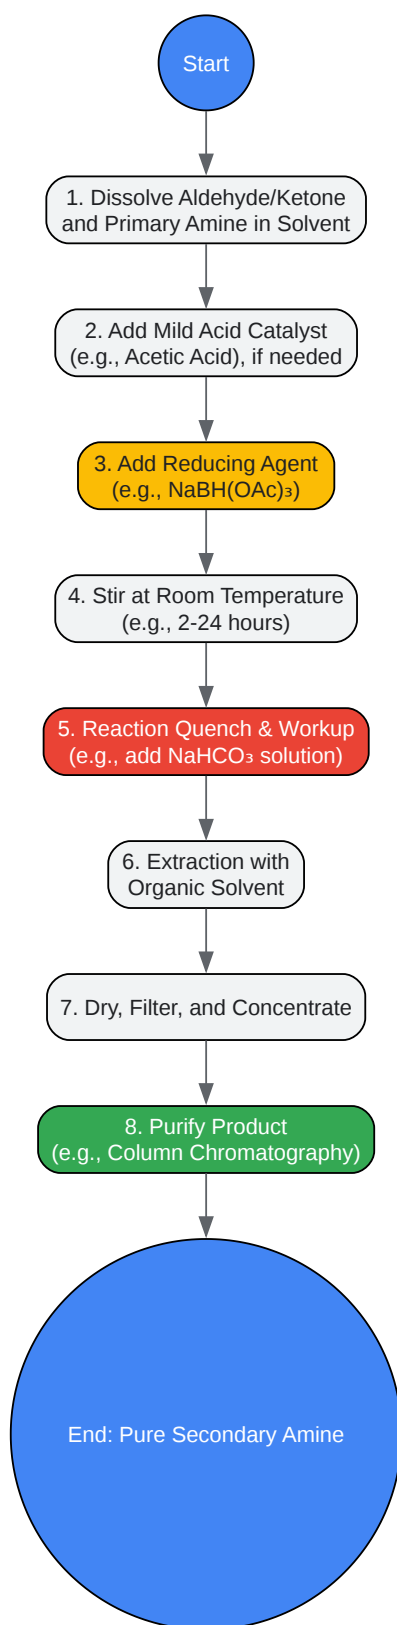 Start
1. Dissolve Aldehyde/Ketone
and Primary Amine in Solvent
2. Add Mild Acid Catalyst
(e.g., Acetic Acid), if needed
3. Add Reducing Agent
(e.g., NaBH(OAc)₃)
4. Stir at Room Temperature
(e.g., 2-24 hours)
5. Reaction Quench & Workup
(e.g., add NaHCO₃ solution)
6. Extraction with
Organic Solvent
7. Dry, Filter, and Concentrate
8. Purify Product
(e.g., Column Chromatography)
End: Pure Secondary Amine